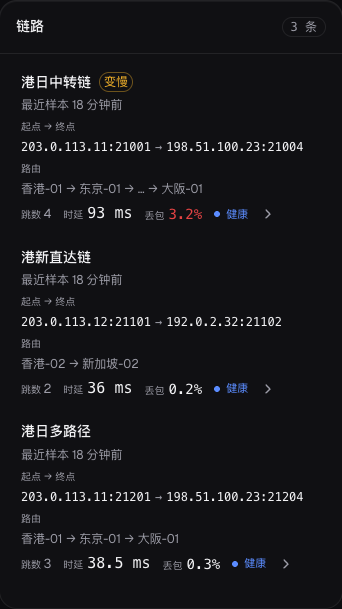 链路
3 条
港日中转链 变慢
最近样本 18 分钟前
起点 → 终点
203.0.113.11:21001 → 198.51.100.23:21004
路由
香港-01 → 东京-01 → … → 大阪-01
跳数 4 时延 93 ms 丢包 3.2% 健康
港新直达链
最近样本 18 分钟前
起点 → 终点
203.0.113.12:21101 → 192.0.2.32:21102
路由
香港-02 → 新加坡-02
跳数 2 时延 36 ms 丢包 0.2% 健康
港日多路径
最近样本 18 分钟前
起点 → 终点
203.0.113.11:21201 → 198.51.100.23:21204
路由
香港-01 → 东京-01 → 大阪-01
跳数 3 时延 38.5 ms 丢包 0.3% 健康